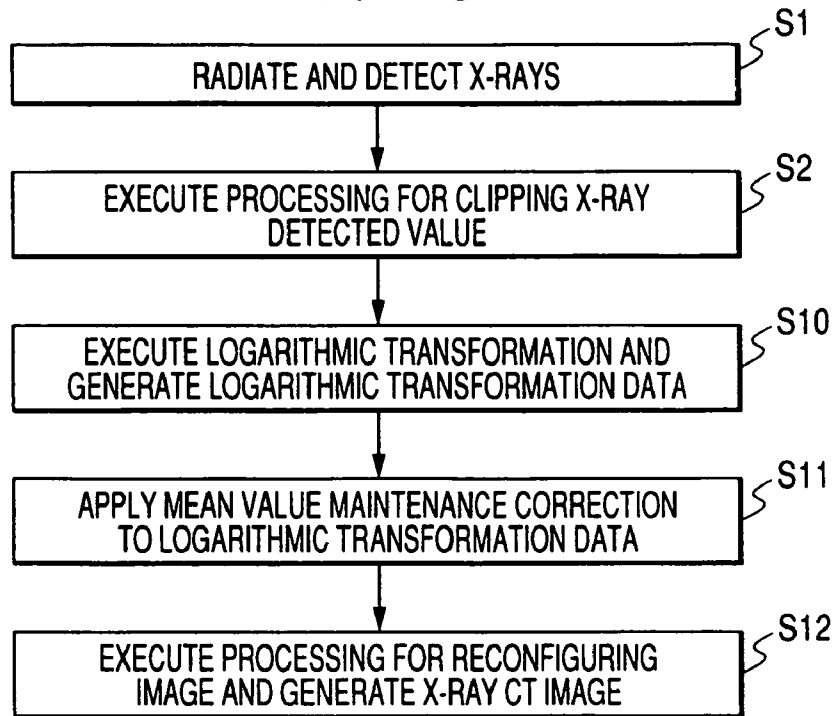 S1
RADIATE AND DETECT X-RAYS
S2
EXECUTE PROCESSING FOR CLIPPING X-RAY
DETECTED VALUE
S10
EXECUTE LOGARITHMIC TRANSFORMATION AND
GENERATE LOGARITHMIC TRANSFORMATION DATA
S11
APPLY MEAN VALUE MAINTENANCE CORRECTION
TO LOGARITHMIC TRANSFORMATION DATA
S12
EXECUTE PROCESSING FOR RECONFIGURING
IMAGE AND GENERATE X-RAY CT IMAGE